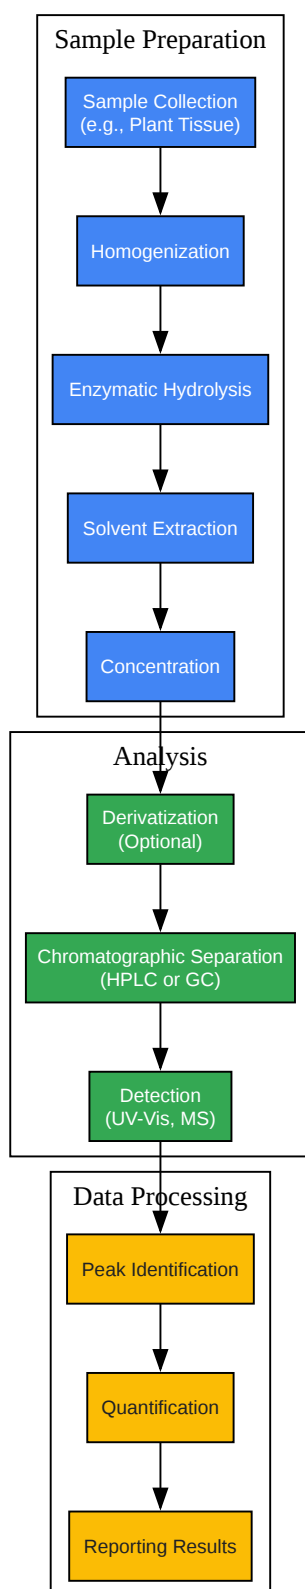 Sample Preparation
Sample Collection
(e.g., Plant Tissue)
Homogenization
Enzymatic Hydrolysis
Solvent Extraction
Concentration
Analysis
Derivatization
(Optional)
Chromatographic Separation
(HPLC or GC)
Detection
(UV-Vis, MS)
Data Processing
Peak Identification
Quantification
Reporting Results